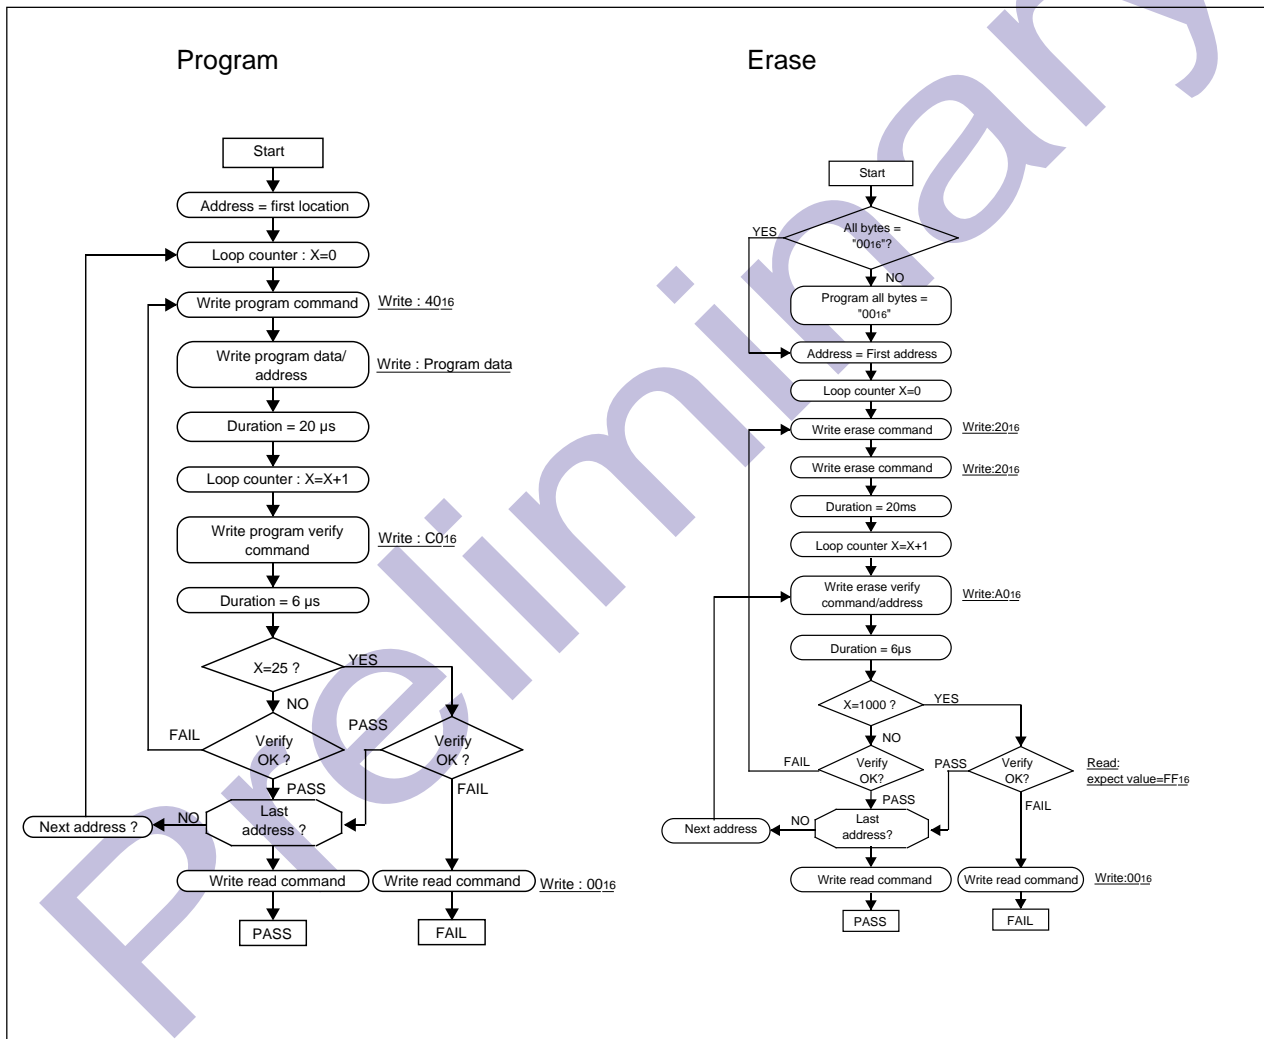 Preliminary
Program
Start
Address = first location
Loop counter : X=0
Write program command
Write : 4016
Write program data/
address
Write : Program data
Duration = 20 µs
Loop counter : X=X+1
Write program verify
command
Write : C016
Duration = 6 µs
X=25 ?
YES
NO
FAIL
Verify
OK ?
PASS
PASS
Verify
OK ?
FAIL
Last
address ?
NO
Next address ?
Write read command
Write read command
Write : 0016
PASS
FAIL
Erase
Start
All bytes =
"0016"?
YES
NO
Program all bytes =
"0016"
Address = First address
Loop counter X=0
Write erase command
Write:2016
Write erase command
Write:2016
Duration = 20ms
Loop counter X=X+1
Write erase verify
command/address
Write:A016
Duration = 6µs
X=1000 ?
YES
NO
FAIL
Verify
OK?
PASS
PASS
Verify
OK?
FAIL
Read:
expect value=FF16
Last
address?
NO
Next address
Write read command
Write read command
Write:0016
PASS
FAIL